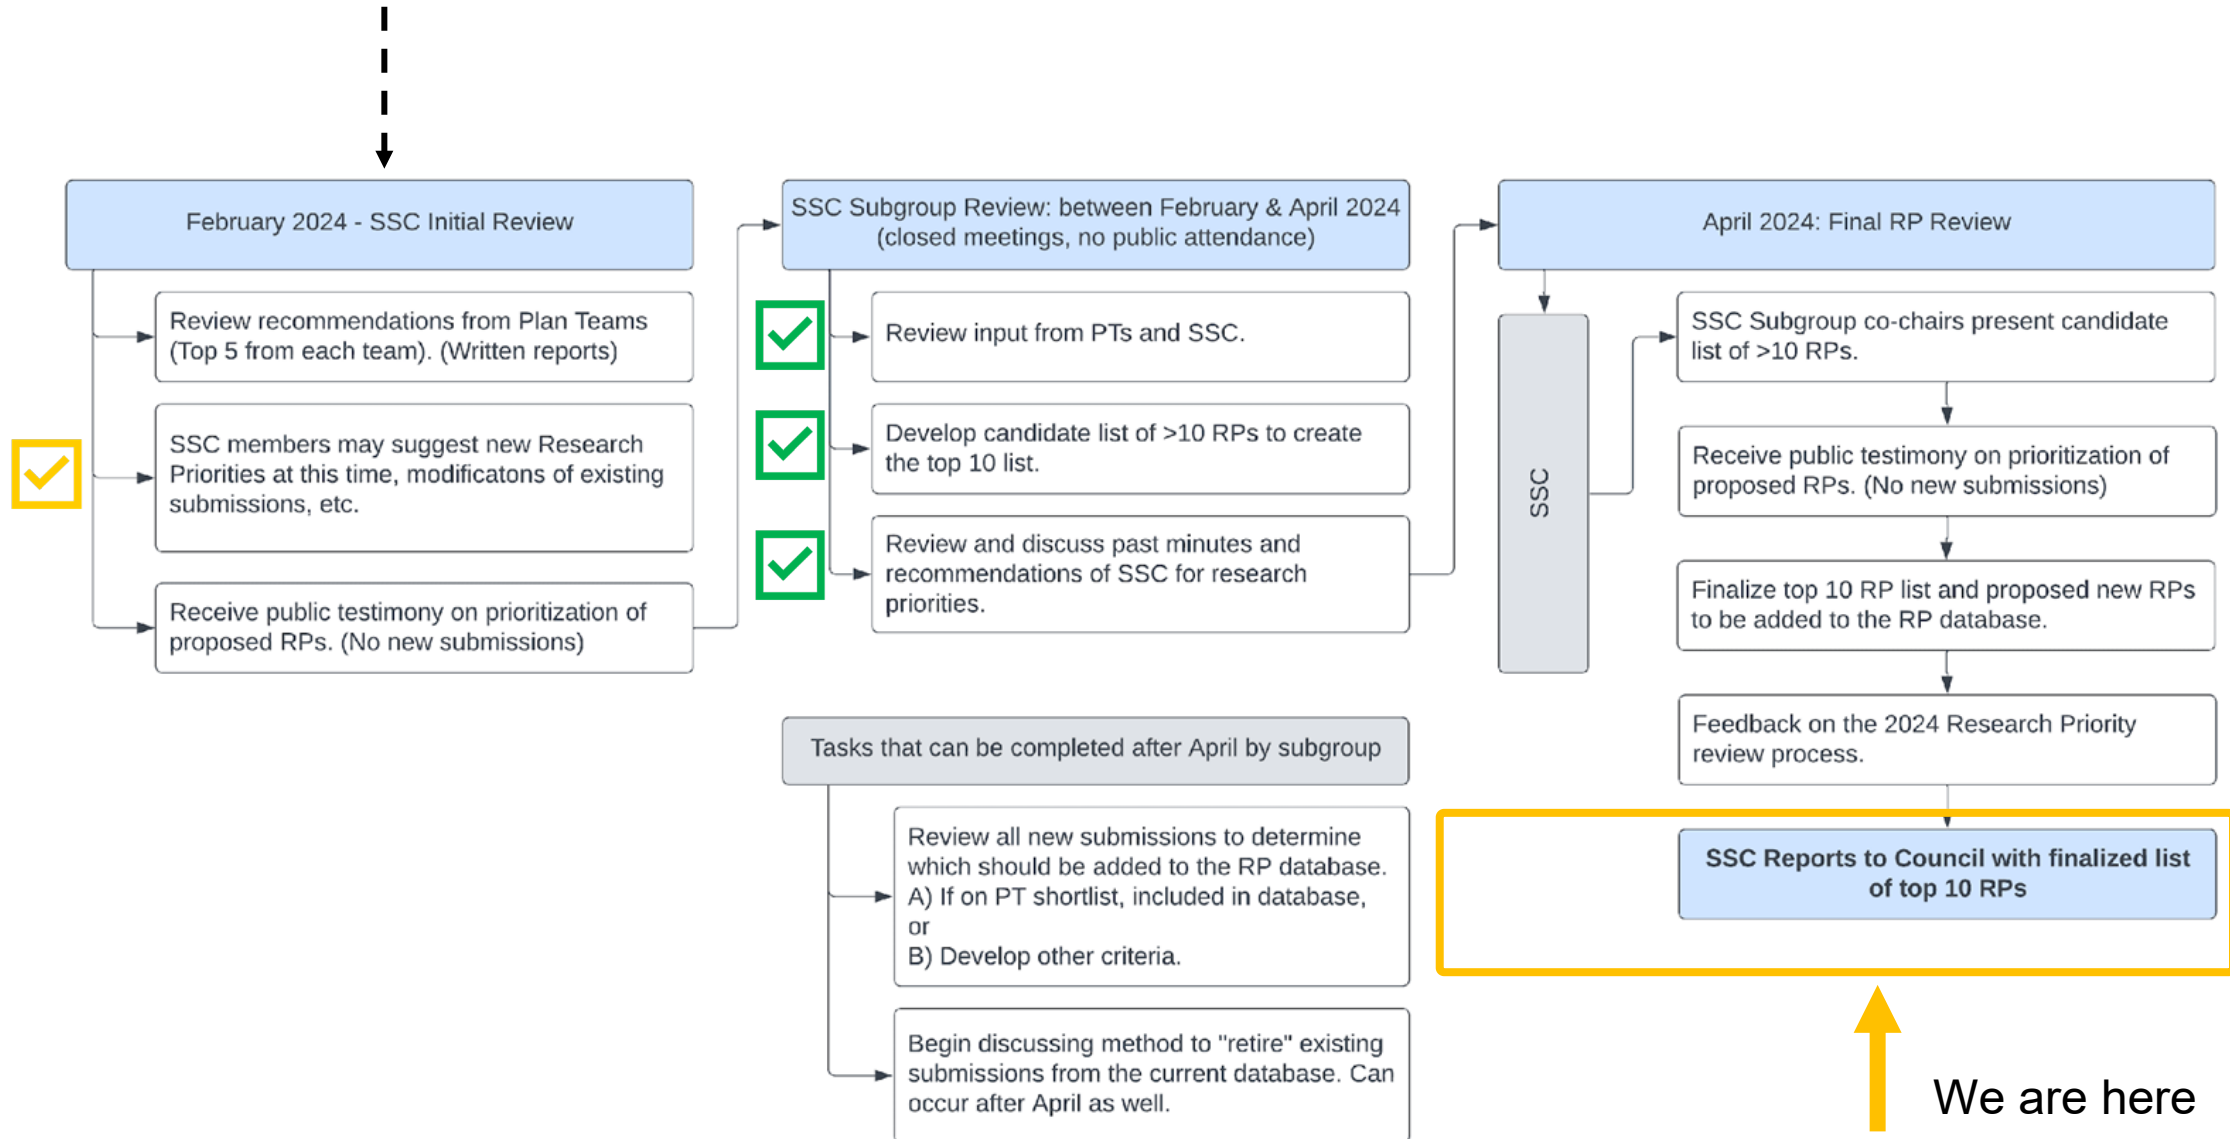 February 2024 - SSC Initial Review
Review recommendations from Plan Teams
(Top 5 from each team). (Written reports)
SSC members may suggest new Research
Priorities at this time, modificatons of existing
submissions, etc.
Receive public testimony on prioritization of
proposed RPs. (No new submissions)
SSC Subgroup Review: between February & April 2024
(closed meetings, no public attendance)
Review input from PTs and SSC.
Develop candidate list of >10 RPs to create
the top 10 list.
Review and discuss past minutes and
recommendations of SSC for research
priorities.
Tasks that can be completed after April by subgroup
Review all new submissions to determine
which should be added to the RP database.
A) If on PT shortlist, included in database,
or
B) Develop other criteria.
Begin discussing method to "retire" existing
submissions from the current database. Can
occur after April as well.
April 2024: Final RP Review
SSC
SSC Subgroup co-chairs present candidate
list of >10 RPs.
Receive public testimony on prioritization of
proposed RPs. (No new submissions)
Finalize top 10 RP list and proposed new RPs
to be added to the RP database.
Feedback on the 2024 Research Priority
review process.
SSC Reports to Council with finalized list
of top 10 RPs
We are here